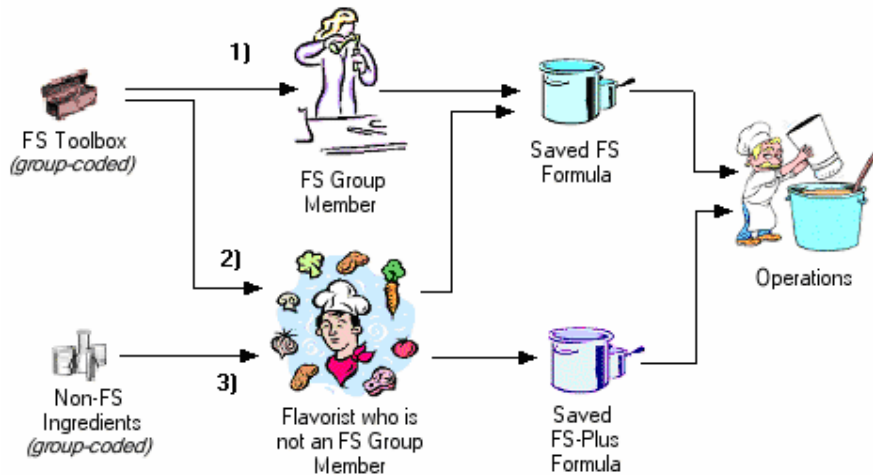 1)
FS Toolbox
(group-coded)
FS Group
Member
Saved FS
Formula
Operations
2)
3)
Non-FS
Ingredients
(group-coded)
Flavorist who is
not an FS Group
Member
Saved
FS-Plus
Formula